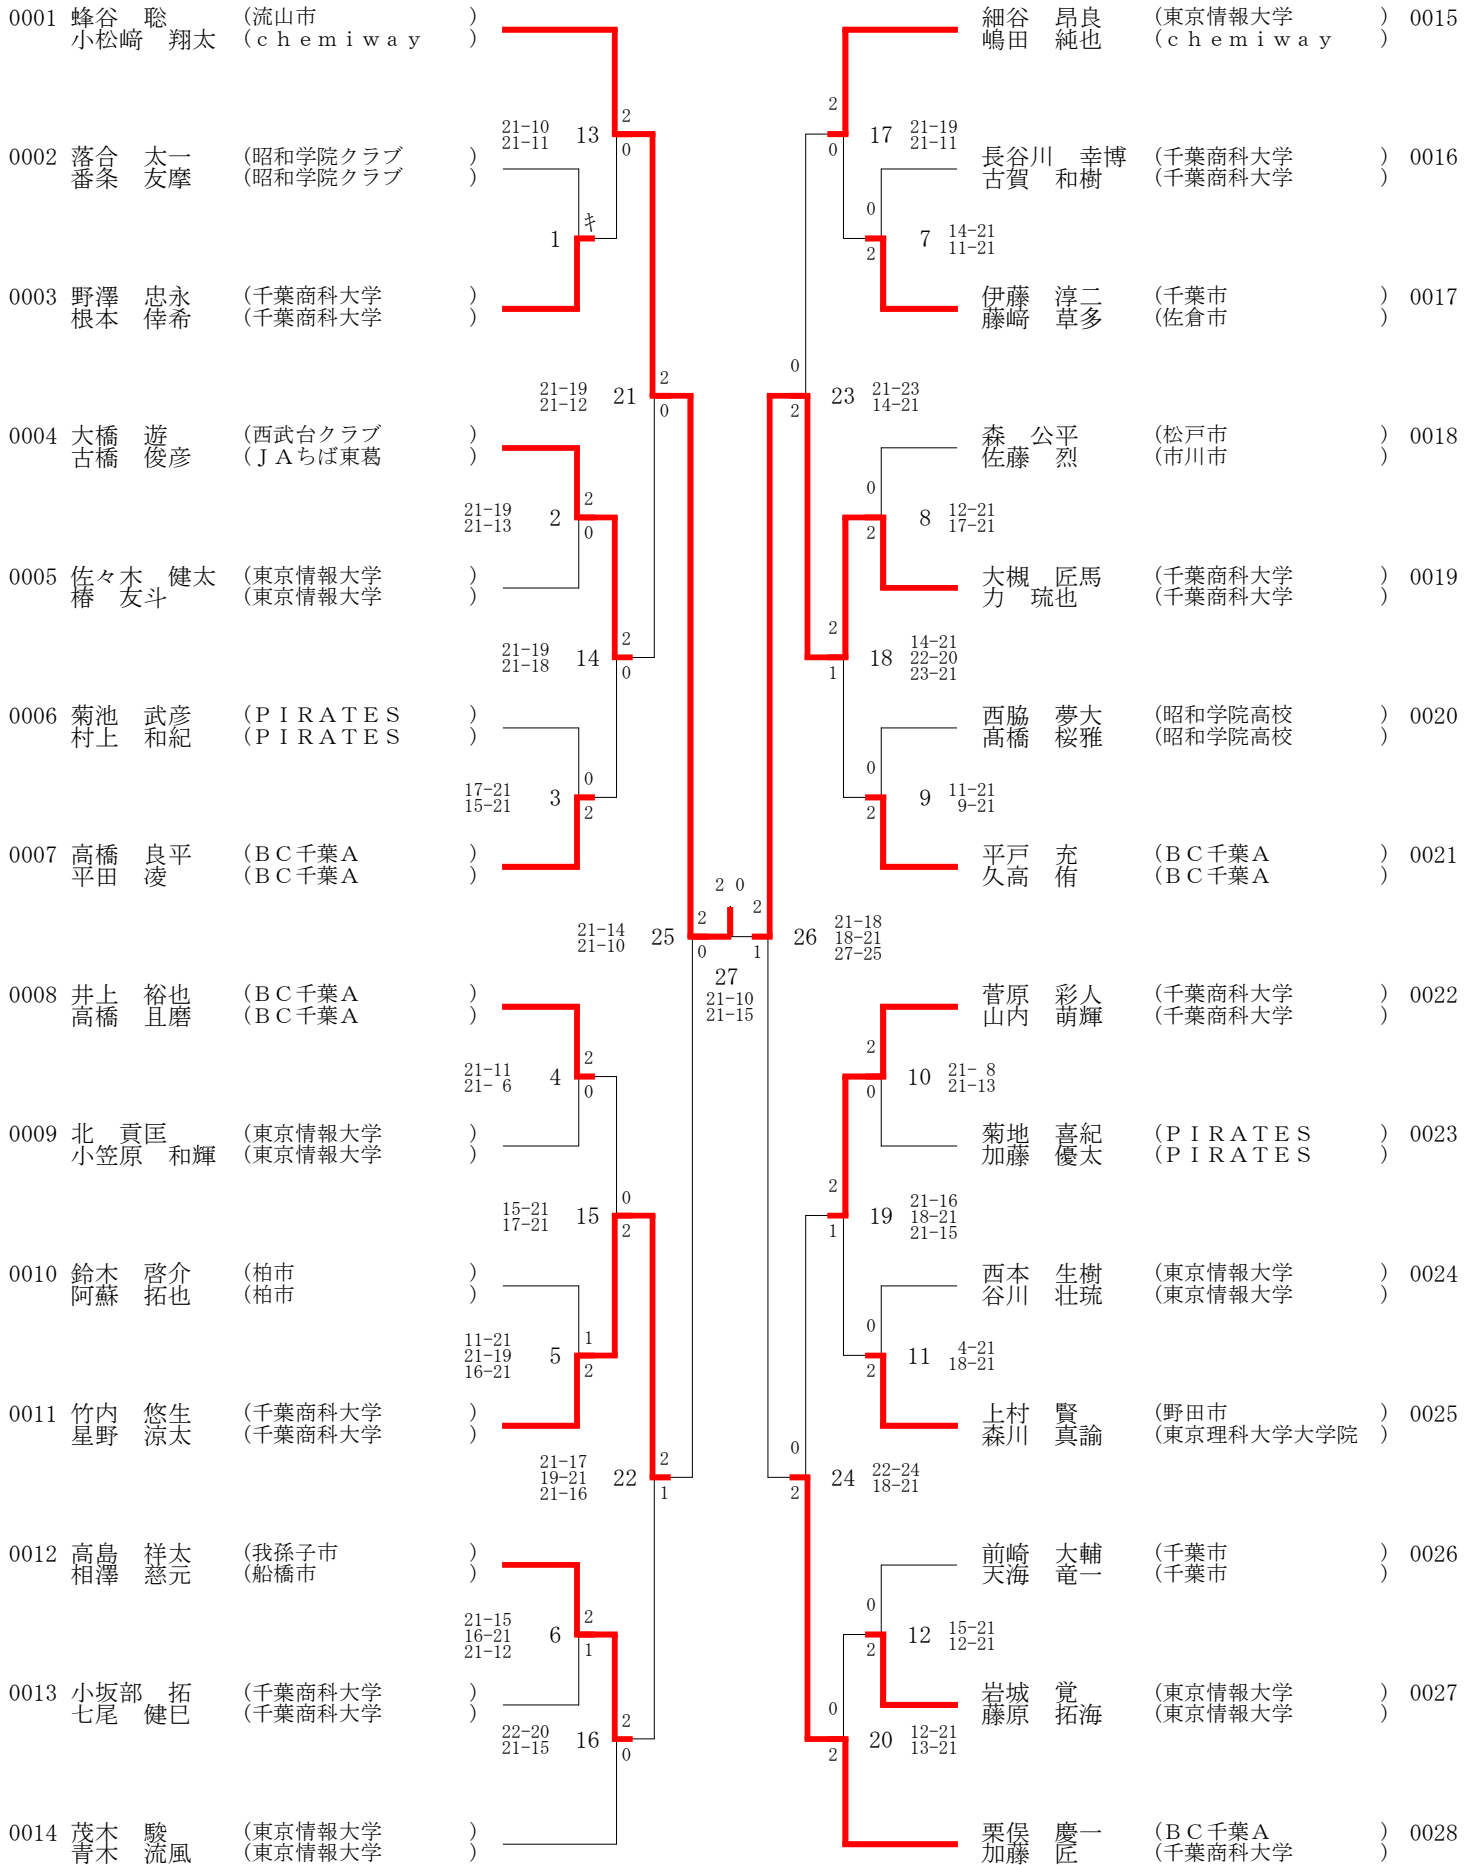 0001 蜂谷　聡 (流山市 )
小松﨑　翔太 (ｃｈｅｍｉｗａｙ )
21-10
21-11
13
2
0
0002 落合　太一 (昭和学院クラブ )
番条　友摩 (昭和学院クラブ )
1
キ
0003 野澤　忠永 (千葉商科大学 )
根本　倖希 (千葉商科大学 )
21-19
21-12
21
2
0
0004 大橋　遊 (西武台クラブ )
古橋　俊彦 (ＪＡちば東葛 )
21-19
21-13
2
2
0
0005 佐々木　健太 (東京情報大学 )
椿　友斗 (東京情報大学 )
21-19
21-18
14
2
0
0006 菊池　武彦 (ＰＩＲＡＴＥＳ )
村上　和紀 (ＰＩＲＡＴＥＳ )
17-21
15-21
3
0
2
0007 高橋　良平 (ＢＣ千葉Ａ )
平田　凌 (ＢＣ千葉Ａ )
21-14
21-10
25
2
0
0008 井上　裕也 (ＢＣ千葉Ａ )
高橋　且磨 (ＢＣ千葉Ａ )
21-11
21- 6
4
2
0
0009 北　貢匡 (東京情報大学 )
小笠原　和輝 (東京情報大学 )
15-21
17-21
15
0
2
0010 鈴木　啓介 (柏市 )
阿蘇　拓也 (柏市 )
11-21
21-19
16-21
5
1
2
0011 竹内　悠生 (千葉商科大学 )
星野　涼太 (千葉商科大学 )
21-17
19-21
21-16
22
2
1
0012 高島　祥太 (我孫子市 )
相澤　慈元 (船橋市 )
21-15
16-21
21-12
6
2
1
0013 小坂部　拓 (千葉商科大学 )
七尾　健巳 (千葉商科大学 )
22-20
21-15
16
2
0
0014 茂木　駿 (東京情報大学 )
青木　流風 (東京情報大学 )
2 0
27
21-10
21-15
細谷　昂良 (東京情報大学 ) 0015
嶋田　純也 (ｃｈｅｍｉｗａｙ )
2
0
17
21-19
21-11
長谷川　幸博 (千葉商科大学 ) 0016
古賀　和樹 (千葉商科大学 )
0
2
7
14-21
11-21
伊藤　淳二 (千葉市 ) 0017
藤﨑　草多 (佐倉市 )
0
2
23
21-23
14-21
森　公平 (松戸市 ) 0018
佐藤　烈 (市川市 )
0
2
8
12-21
17-21
大槻　匠馬 (千葉商科大学 ) 0019
力　琉也 (千葉商科大学 )
2
1
18
14-21
22-20
23-21
西脇　夢大 (昭和学院高校 ) 0020
髙橋　桜雅 (昭和学院高校 )
0
2
9
11-21
9-21
平戸　充 (ＢＣ千葉Ａ ) 0021
久高　侑 (ＢＣ千葉Ａ )
2
1
26
21-18
18-21
27-25
菅原　彩人 (千葉商科大学 ) 0022
山内　萌輝 (千葉商科大学 )
2
0
10
21- 8
21-13
菊地　喜紀 (ＰＩＲＡＴＥＳ ) 0023
加藤　優太 (ＰＩＲＡＴＥＳ )
2
1
19
21-16
18-21
21-15
西本　生樹 (東京情報大学 ) 0024
谷川　壮琉 (東京情報大学 )
0
2
11
4-21
18-21
上村　賢 (野田市 ) 0025
森川　真諭 (東京理科大学大学院 )
0
2
24
22-24
18-21
前崎　大輔 (千葉市 ) 0026
天海　竜一 (千葉市 )
0
2
12
15-21
12-21
岩城　覚 (東京情報大学 ) 0027
藤原　拓海 (東京情報大学 )
0
2
20
12-21
13-21
栗俣　慶一 (ＢＣ千葉Ａ ) 0028
加藤　匠 (千葉商科大学 )